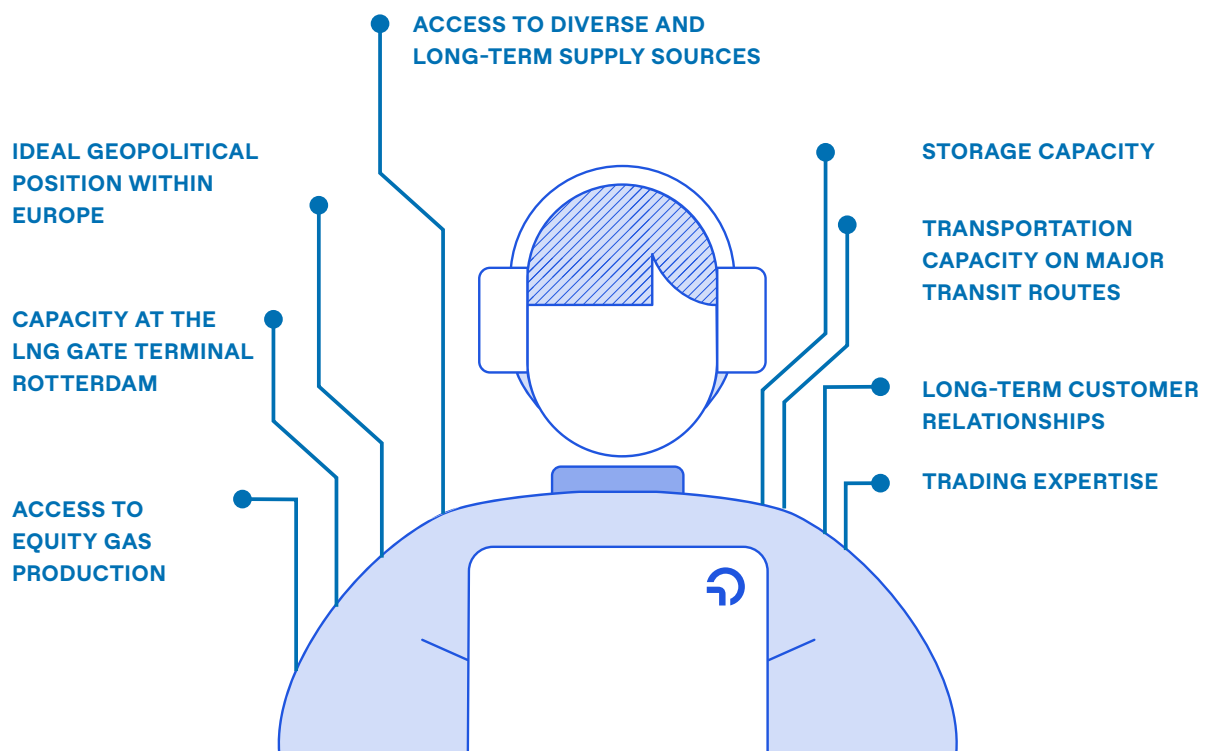 ACCESS TO DIVERSE AND
LONG-TERM SUPPLY SOURCES
IDEAL GEOPOLITICAL
POSITION WITHIN
EUROPE
CAPACITY AT THE
LNG GATE TERMINAL
ROTTERDAM
ACCESS TO
EQUITY GAS
PRODUCTION
STORAGE CAPACITY
TRANSPORTATION
CAPACITY ON MAJOR
TRANSIT ROUTES
LONG-TERM CUSTOMER
RELATIONSHIPS
TRADING EXPERTISE